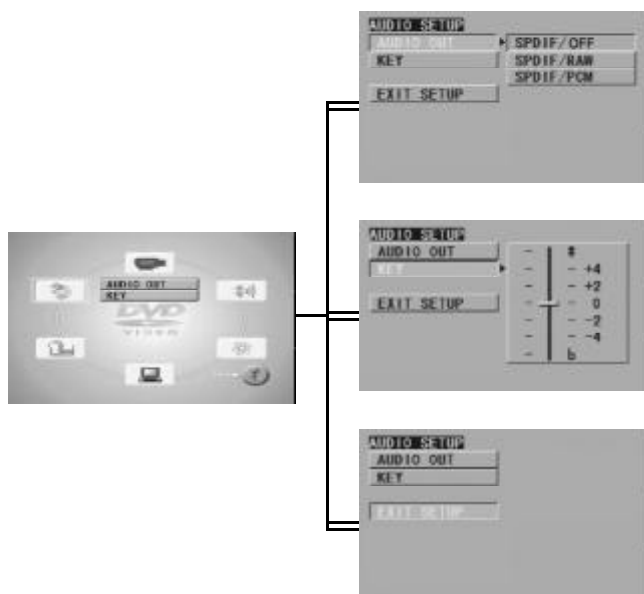 AUDIO OUT
KEY
DVD
VIDEO
AUDIO SETUP
AUDIO OUT
SPDIF/OFF
KEY
SPDIF/RAW
SPDIF/PCM
EXIT SETUP
AUDIO SETUP
AUDIO OUT
KEY
EXIT SETUP
- ♯
- - +4
- - +2
- - 0
- - -2
- - -4
- b
AUDIO SETUP
AUDIO OUT
KEY
EXIT SETUP